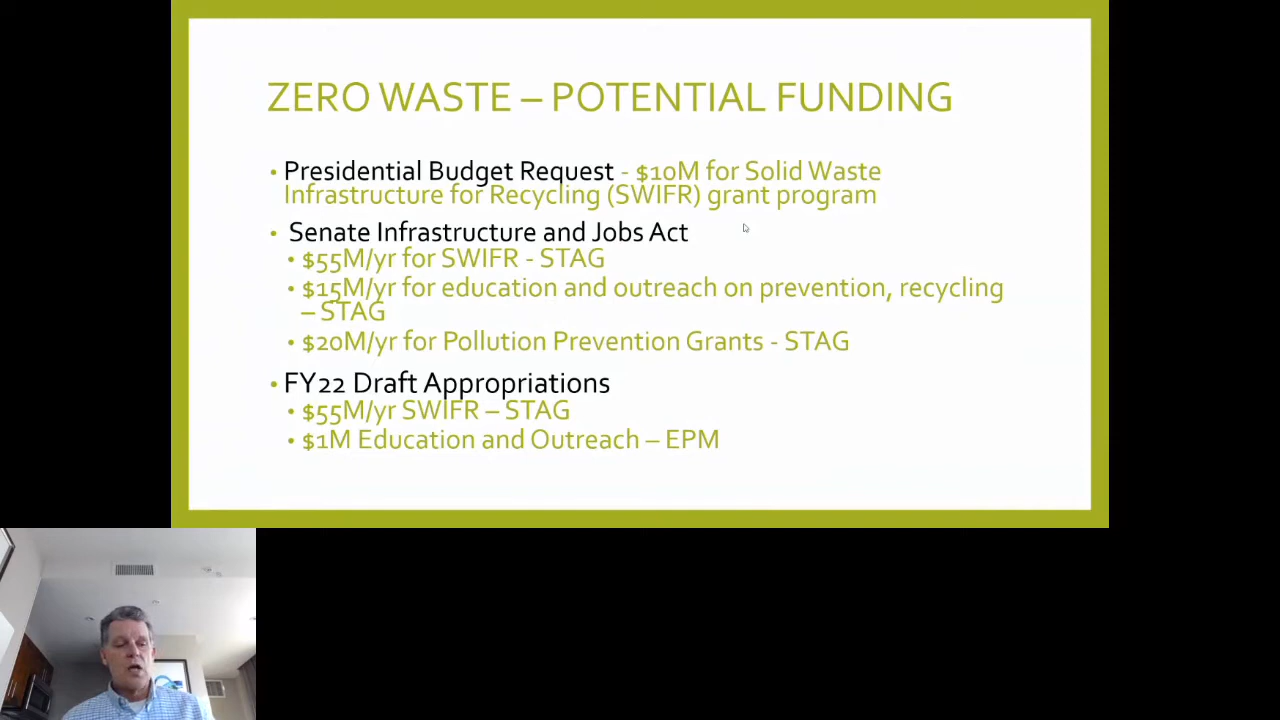 ZERO WASTE – POTENTIAL FUNDING
• Presidential Budget Request - $10M for Solid Waste
Infrastructure for Recycling (SWIFR) grant program
• Senate Infrastructure and Jobs Act
• $55M/yr for SWIFR - STAG
• $15M/yr for education and outreach on prevention, recycling
– STAG
• $20M/yr for Pollution Prevention Grants - STAG
• FY22 Draft Appropriations
• $55M/yr SWIFR – STAG
• $1M Education and Outreach – EPM